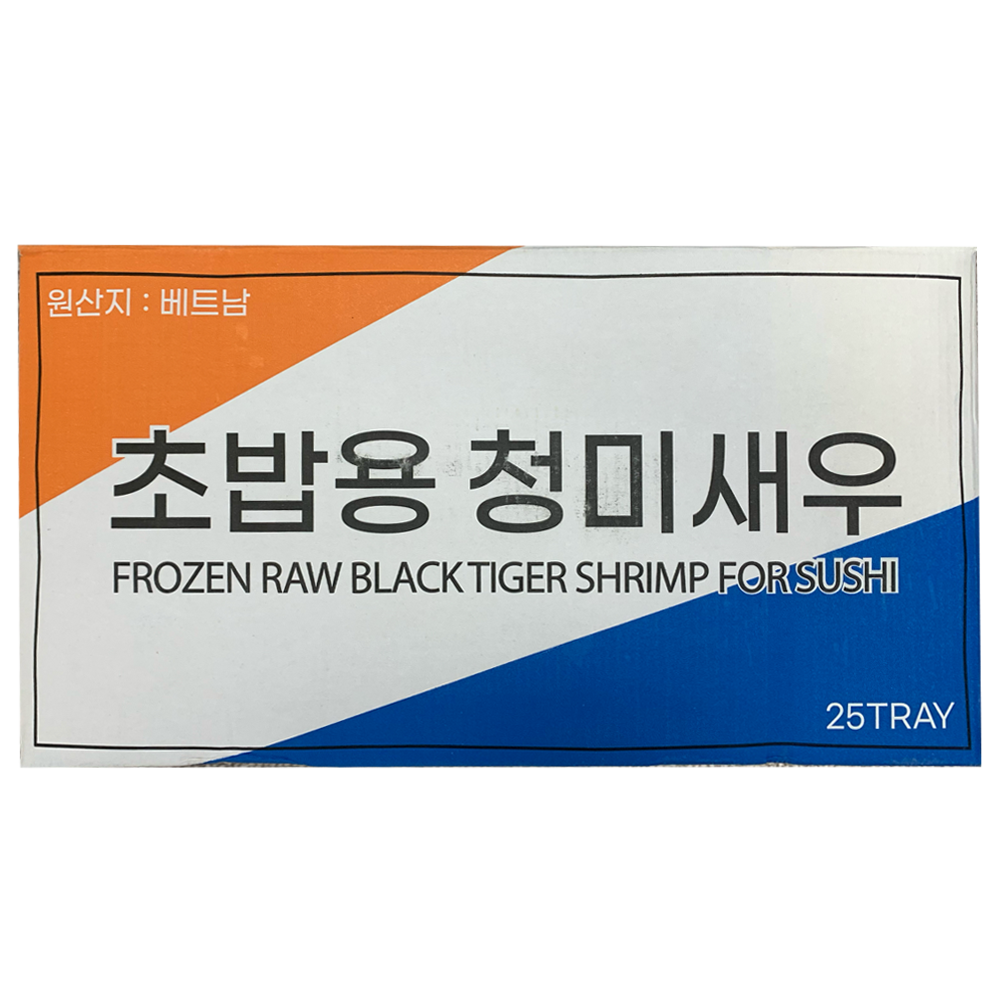 원산지 : 베트남
초밥용 청미새우
FROZEN RAW BLACK TIGER SHRIMP FOR SUSHI
25TRAY